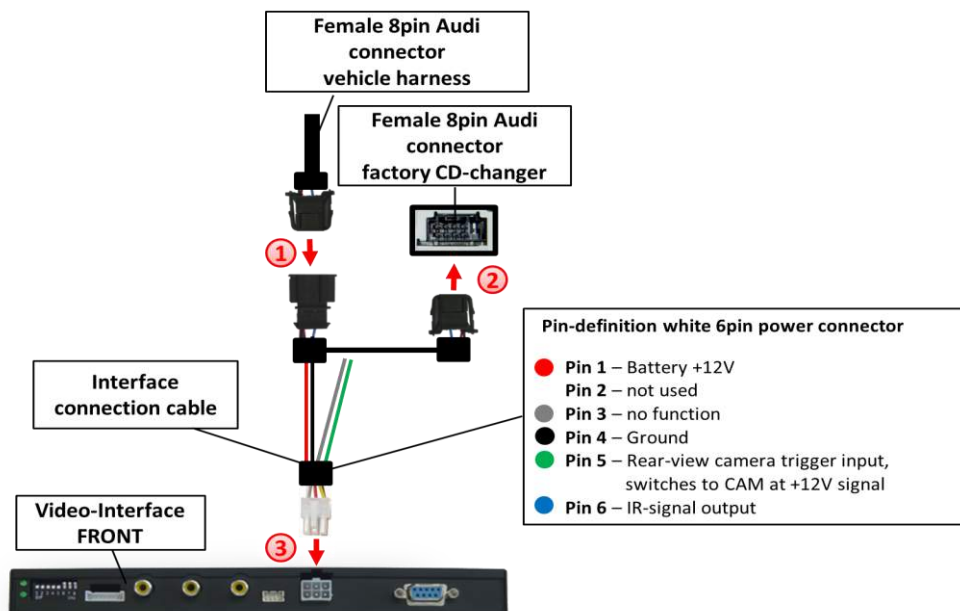 Female 8pin Audi
connector
vehicle harness
Female 8pin Audi
connector
factory CD-changer
1
2
Pin-definition white 6pin power connector
Pin 1 – Battery +12V
Pin 2 – not used
Pin 3 – no function
Pin 4 – Ground
Pin 5 – Rear-view camera trigger input,
switches to CAM at +12V signal
Pin 6 – IR-signal output
Interface
connection cable
Video-Interface
FRONT
3